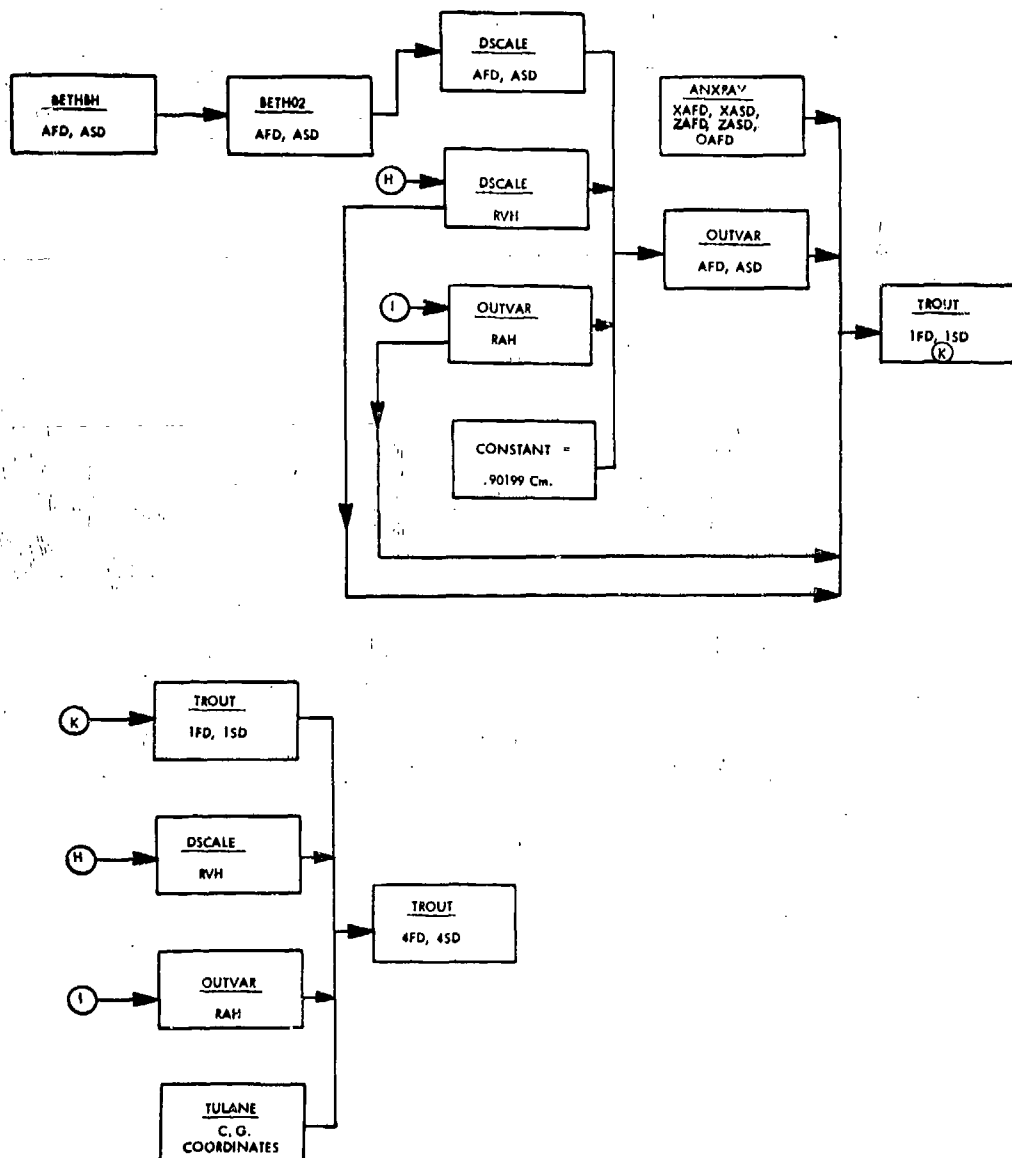 BETHBH
AFD, ASD
BETH02
AFD, ASD
DSCALE
AFD, ASD
ANXRAY
XAFD, XASD,
ZAFD, ZASD,
OAFD
H
DSCALE
RVH
OUTVAR
AFD, ASD
I
OUTVAR
RAH
TROUT
1FD, 1SD
K
CONSTANT =
.90199 Cm.
K
TROUT
1FD, 1SD
H
DSCALE
RVH
TROUT
4FD, 4SD
I
OUTVAR
RAH
TULANE
C. G.
COORDINATES